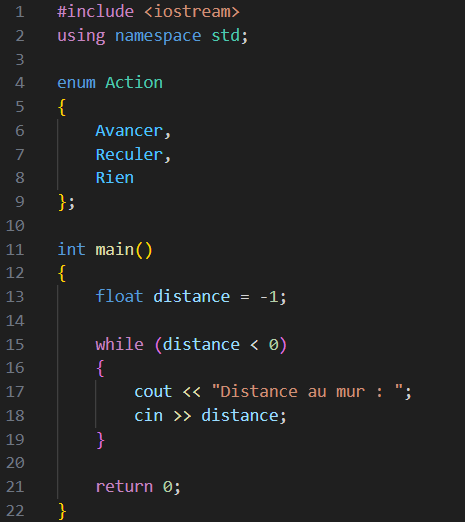 1 #include <iostream>
2 using namespace std;
3
4 enum Action
5 {
6     Avancer,
7     Reculer,
8     Rien
9 };
10
11 int main()
12 {
13     float distance = -1;
14
15     while (distance < 0)
16     {
17         cout << "Distance au mur : ";
18         cin >> distance;
19     }
20
21     return 0;
22 }